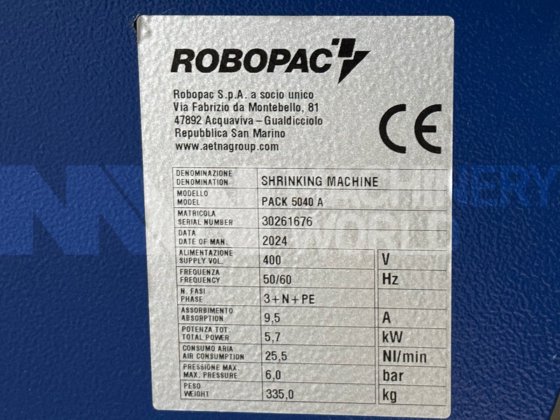 ROBOPAC
Robopac S.p.A. a socio unico
Via Fabrizio da Montebello, 81
47892 Acquaviva - Gualdicciolo
Repubblica San Marino
www.aetnagroup.com
CE
DENOMINAZIONE
DENOMINATION SHRINKING MACHINE
MODELLO
MODEL PACK 5040 A
MATRICOLA
SERIAL NUMBER 30261676
DATA
DATE OF MAN. 2024
ALIMENTAZIONE
SUPPLY VOL. 400 V
FREQUENZA
FREQUENCY 50/60 Hz
N. FASI
PHASE 3+N+PE
ASSORBIMENTO
ABSORPTION 9,5 A
POTENZA TOT.
TOTAL POWER 5,7 kW
CONSUMO ARIA
AIR CONSUMPTION 25,5 Nl/min
PRESSIONE MAX
MAX. PRESSURE 6,0 bar
PESO
WEIGHT 335,0 kg